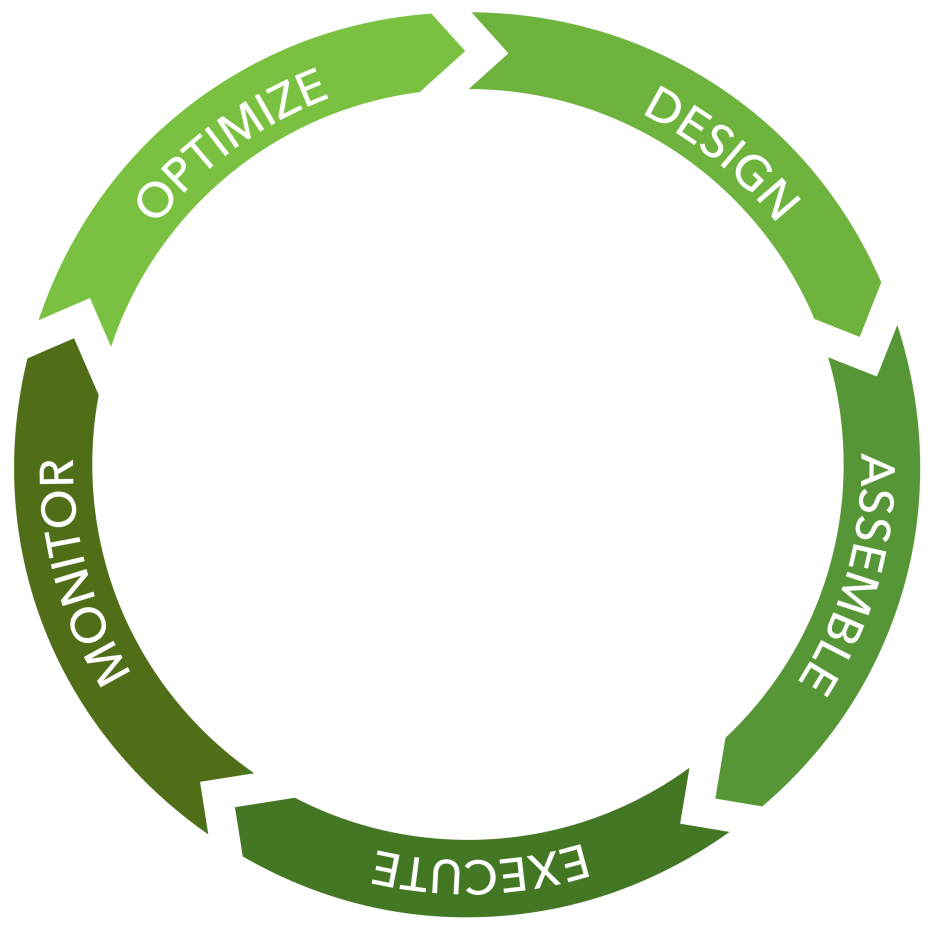 DESIGN
ASSEMBLE
EXECUTE
MONITOR
OPTIMIZE